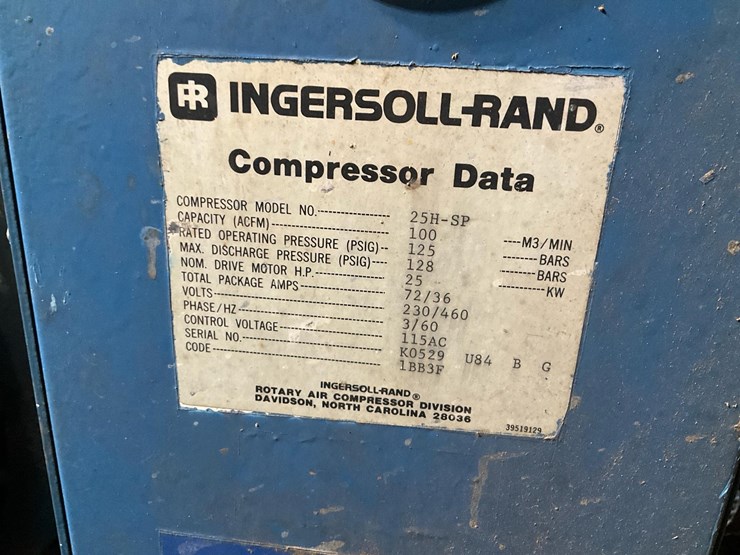 IR INGERSOLL-RAND®
Compressor Data
COMPRESSOR MODEL NO.---------------- 25H-SP
CAPACITY (ACFM)---------------------------- 100 ----M3/MIN
RATED OPERATING PRESSURE (PSIG)-- 125 --------BARS
MAX. DISCHARGE PRESSURE (PSIG)--- 128 --------BARS
NOM. DRIVE MOTOR H.P.------------------ 25 ----------KW
TOTAL PACKAGE AMPS-------------------- 72/36
VOLTS---------------------------------------- 230/460
PHASE/HZ------------------------------------ 3/60
CONTROL VOLTAGE------------------------- 115AC
SERIAL NO.----------------------------------- K0529 U84 B G
CODE----------------------------------------- 1BB3F
INGERSOLL-RAND®
ROTARY AIR COMPRESSOR DIVISION
DAVIDSON, NORTH CAROLINA 28036
39519129